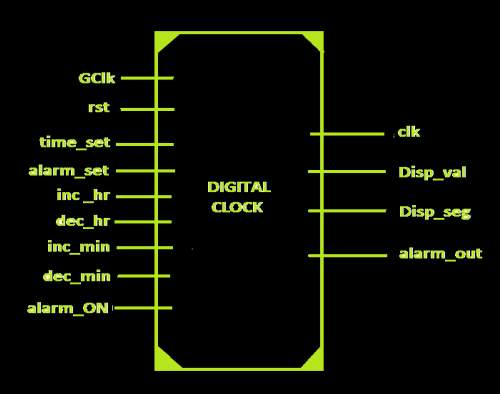 GClk
rst
time_set
alarm_set
inc_hr
dec_hr
inc_min
dec_min
alarm_ON
DIGITAL
CLOCK
clk
Disp_val
Disp_seg
alarm_out